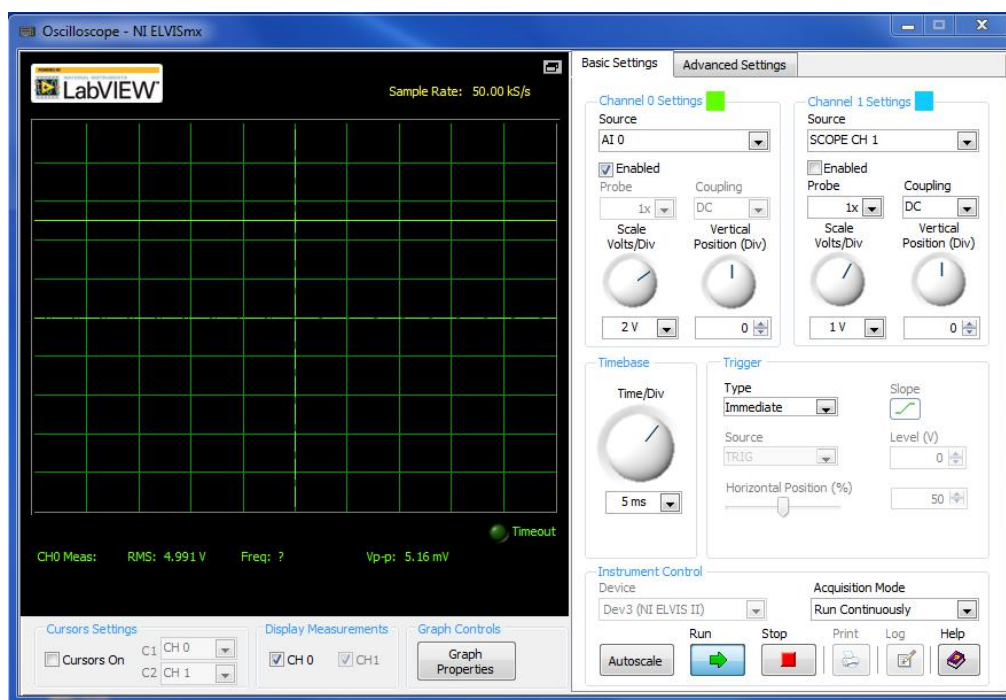 Oscilloscope - NI ELVISmx
POWERED BY
NATIONAL INSTRUMENTS
LabVIEW
Sample Rate: 50.00 kS/s
Timeout
CH0 Meas: RMS: 4.991 V Freq: ? Vp-p: 5.16 mV
Cursors Settings
Cursors On
C1 CH 0
C2 CH 1
Display Measurements
CH 0 CH1
Graph Controls
Graph
Properties
Basic Settings Advanced Settings
Channel 0 Settings
Source
AI 0
Enabled
Probe Coupling
1x DC
Scale Vertical
Volts/Div Position (Div)
2 V 0
Channel 1 Settings
Source
SCOPE CH 1
Enabled
Probe Coupling
1x DC
Scale Vertical
Volts/Div Position (Div)
1 V 0
Timebase
Time/Div
5 ms
Trigger
Type Slope
Immediate
Source Level (V)
TRIG 0
Horizontal Position (%)
50
Instrument Control
Device Acquisition Mode
Dev3 (NI ELVIS II) Run Continuously
Run Stop Print Log Help
Autoscale